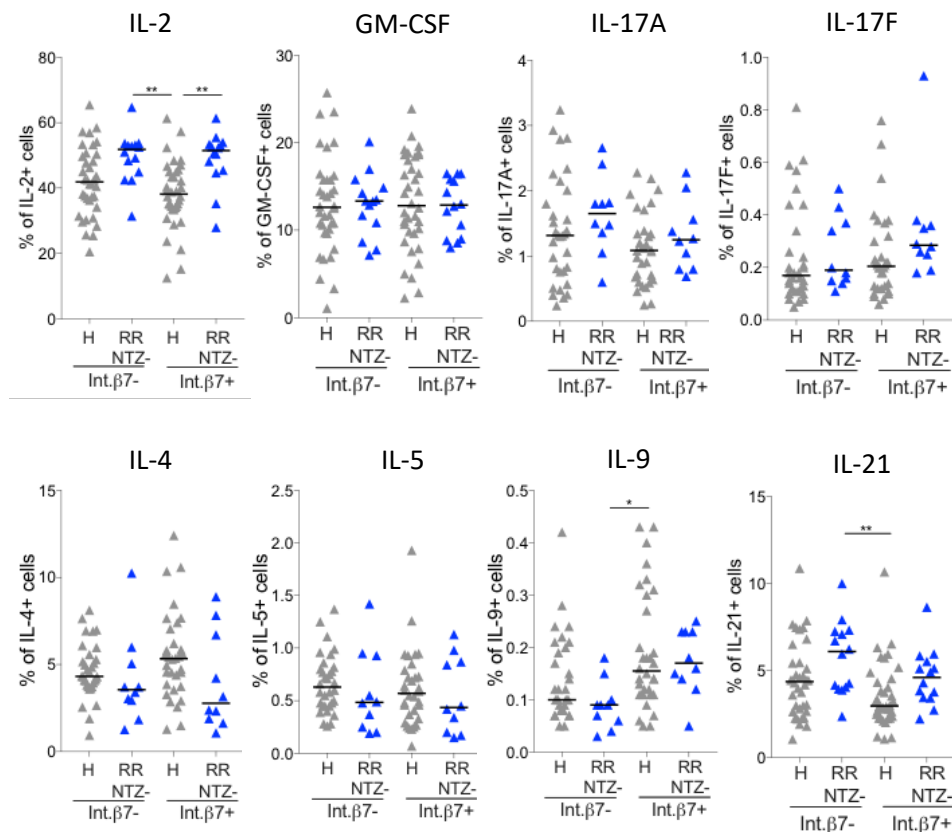 IL-2
% of IL-2+ cells
80
60
40
20
0
** **
H RR H RR
NTZ- NTZ-
Int.β7- Int.β7+
GM-CSF
% of GM-CSF+ cells
30
20
10
0
H RR H RR
NTZ- NTZ-
Int.β7- Int.β7+
IL-17A
% of IL-17A+ cells
4
3
2
1
0
H RR H RR
NTZ- NTZ-
Int.β7- Int.β7+
IL-17F
% of IL-17F+ cells
1.0
0.8
0.6
0.4
0.2
0.0
H RR H RR
NTZ- NTZ-
Int.β7- Int.β7+
IL-4
% of IL-4+ cells
15
10
5
0
H RR H RR
NTZ- NTZ-
Int.β7- Int.β7+
IL-5
% of IL-5+ cells
2.5
2.0
1.5
1.0
0.5
0.0
H RR H RR
NTZ- NTZ-
Int.β7- Int.β7+
IL-9
% of IL-9+ cells
0.5
0.4
0.3
0.2
0.1
0.0
*
H RR H RR
NTZ- NTZ-
Int.β7- Int.β7+
IL-21
% of IL-21+ cells
15
10
5
0
**
H RR H RR
NTZ- NTZ-
Int.β7- Int.β7+